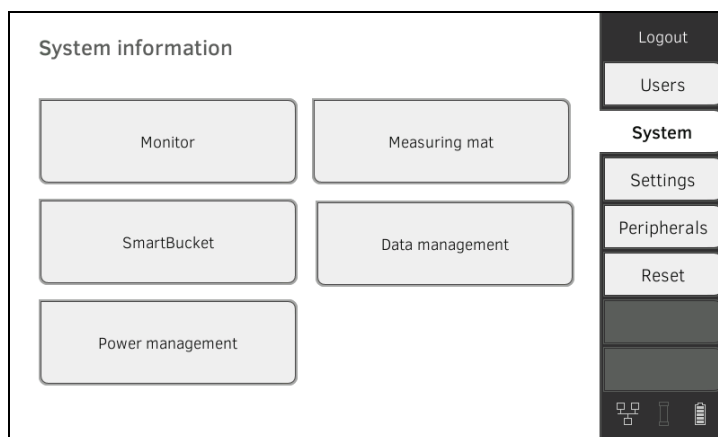 System information
Monitor
Measuring mat
SmartBucket
Data management
Power management
Logout
Users
System
Settings
Peripherals
Reset